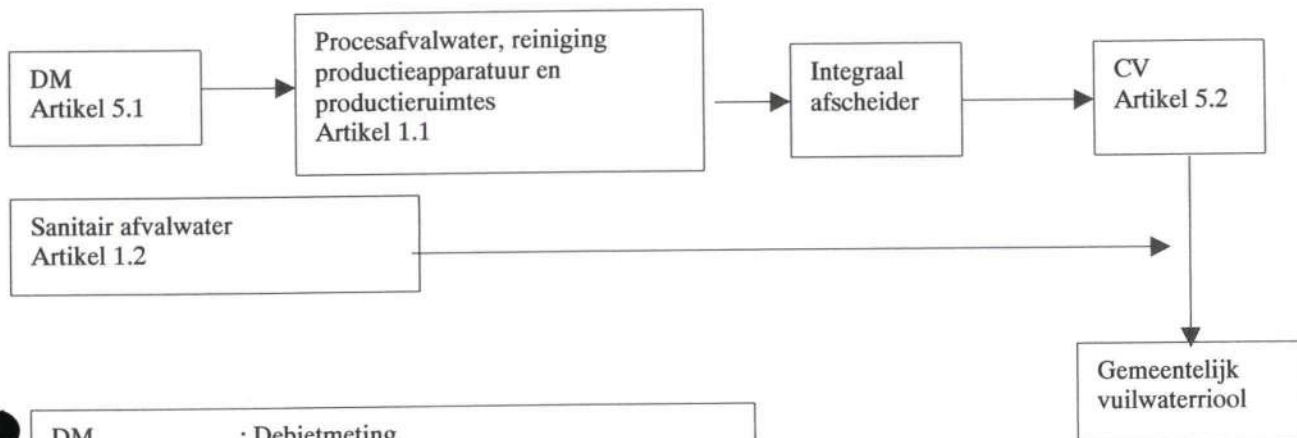 DM
Artikel 5.1
Procesafvalwater, reiniging
productieapparatuur en
productieruimtes
Artikel 1.1
Integraal
afscheider
CV
Artikel 5.2
Sanitair afvalwater
Artikel 1.2
Gemeentelijk
vuilwaterriool
DM : Debietmeting